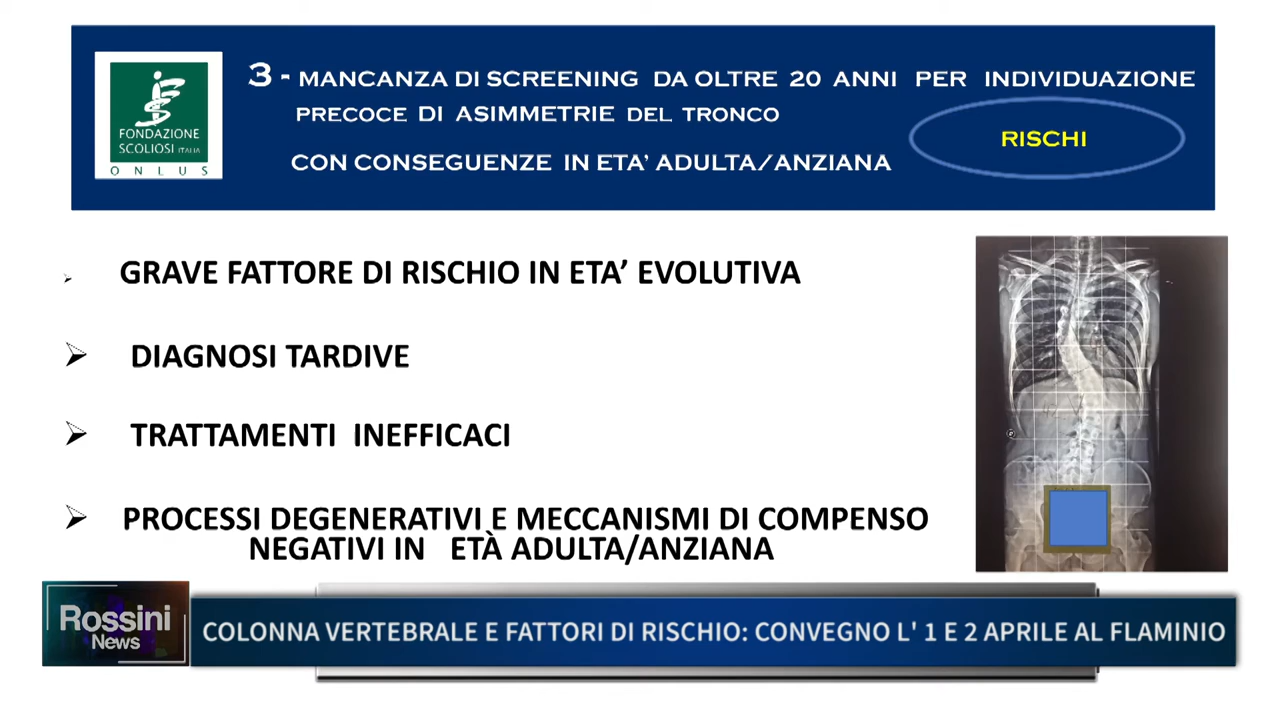 3 - MANCANZA DI SCREENING DA OLTRE 20 ANNI PER INDIVIDUAZIONE
PRECOCE DI ASIMMETRIE DEL TRONCO
CON CONSEGUENZE IN ETA' ADULTA/ANZIANA
RISCHI
FONDAZIONE
SCOLIOSI ITALIA
ONLUS
GRAVE FATTORE DI RISCHIO IN ETA' EVOLUTIVA
DIAGNOSI TARDIVE
TRATTAMENTI INEFFICACI
PROCESSI DEGENERATIVI E MECCANISMI DI COMPENSO
NEGATIVI IN ETÀ ADULTA/ANZIANA
Rossini
News
COLONNA VERTEBRALE E FATTORI DI RISCHIO: CONVEGNO L' 1 E 2 APRILE AL FLAMINIO